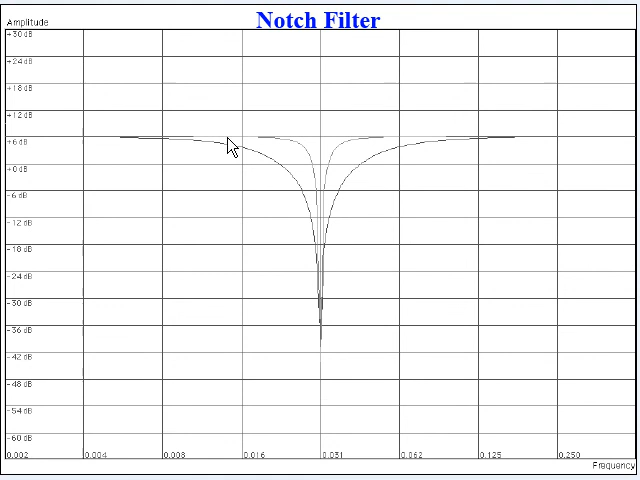 Notch Filter
Amplitude
+30 dB
+24 dB
+18 dB
+12 dB
+6 dB
+0 dB
-6 dB
-12 dB
-18 dB
-24 dB
-30 dB
-36 dB
-42 dB
-48 dB
-54 dB
-60 dB
0.002 0.004 0.008 0.016 0.031 0.062 0.125 0.250
Frequency